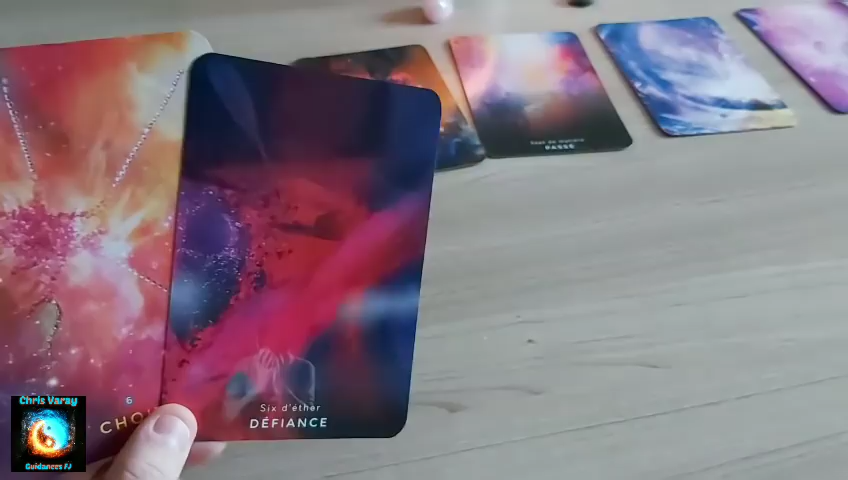 PASSÉ
6
CHOI
Six d'éther
DÉFIANCE
Chris Varay
Guidances FJ